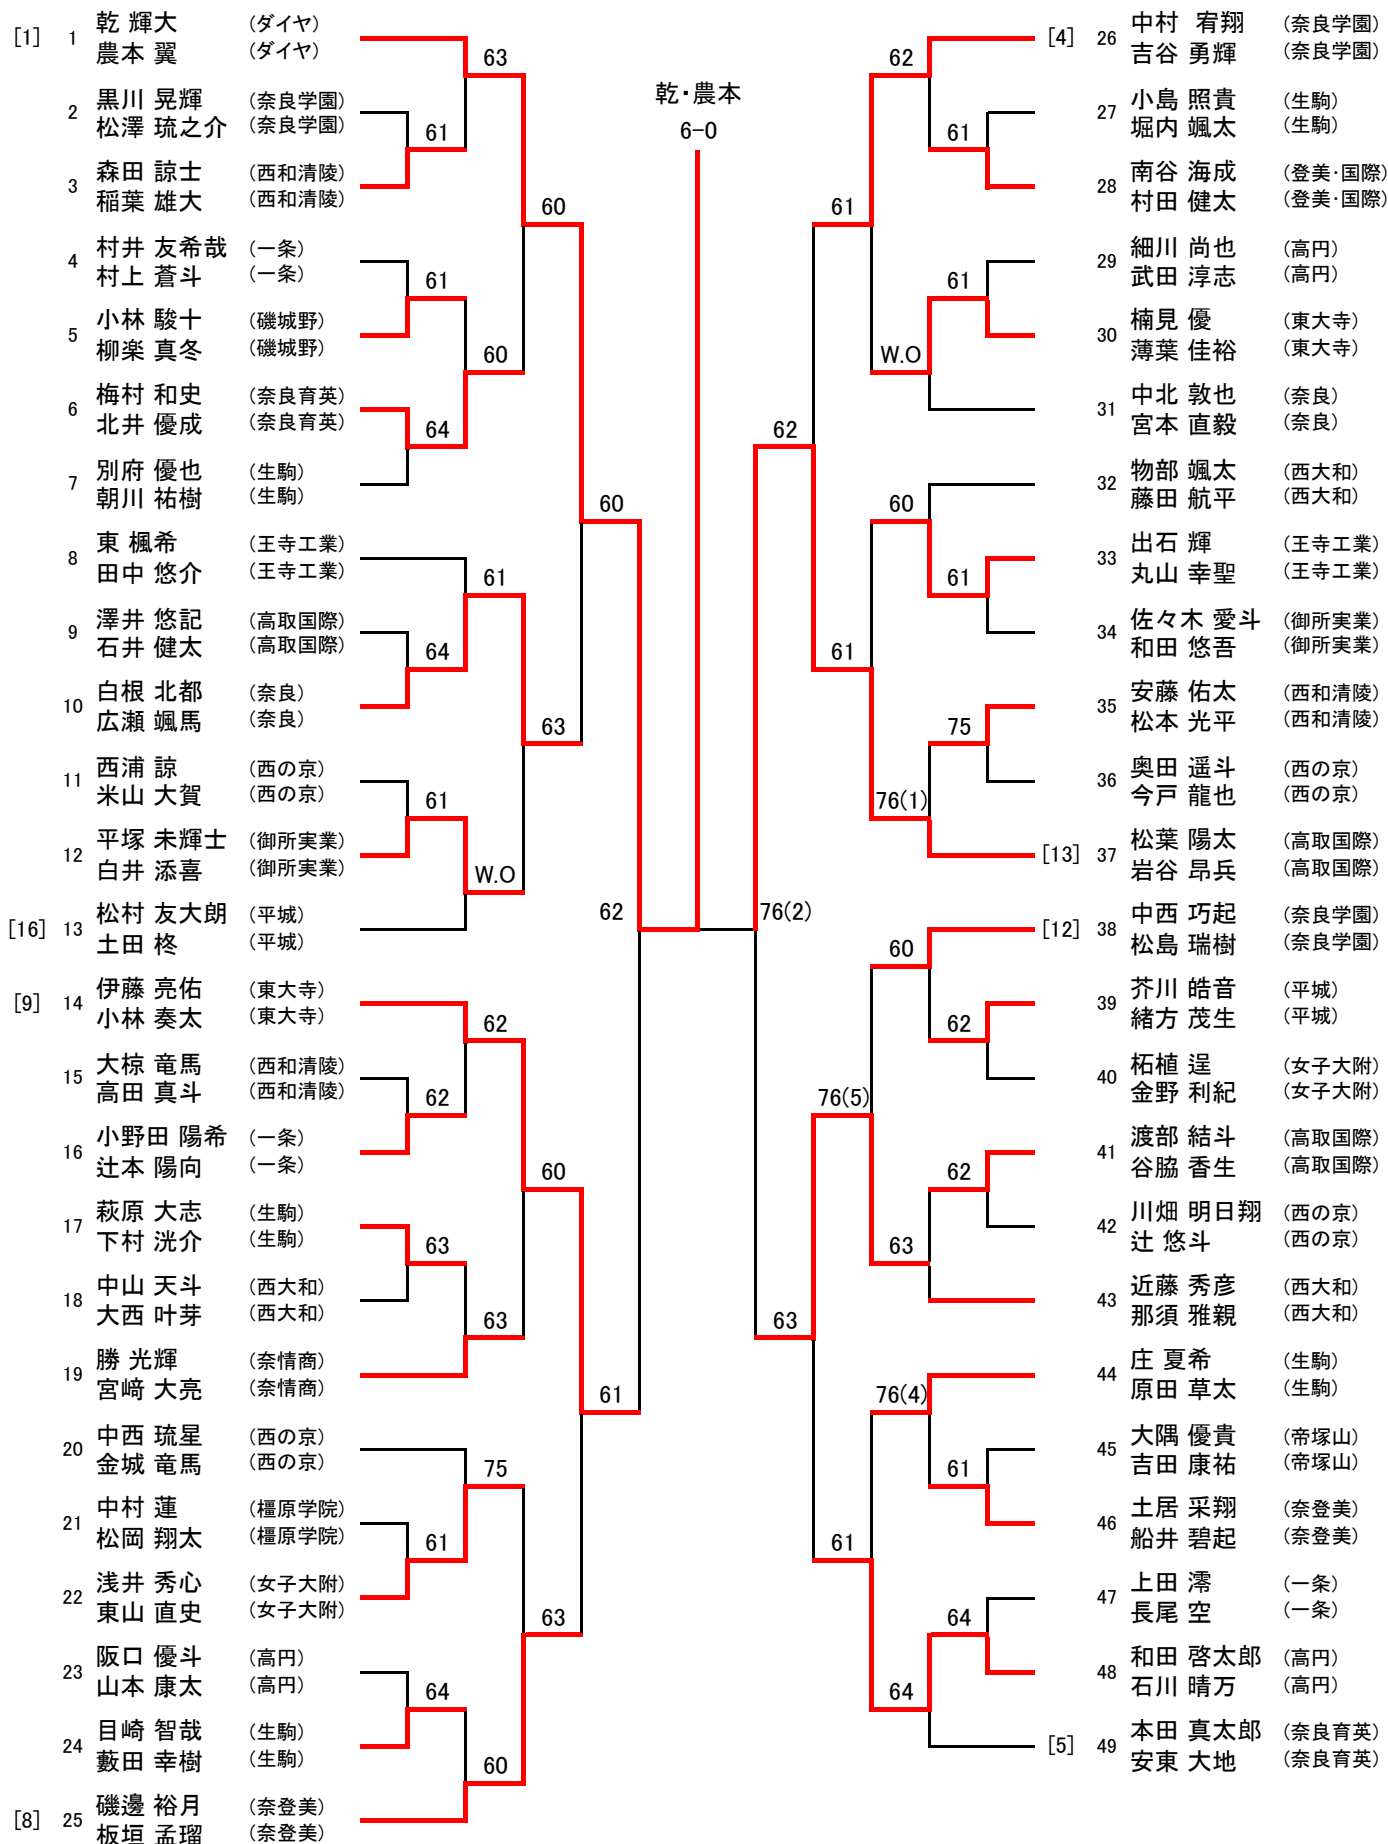 [1] 1 乾 輝大 (ダイヤ)
農本 翼 (ダイヤ)
63
2 黒川 晃輝 (奈良学園)
松澤 琉之介 (奈良学園)
61
3 森田 諒士 (西和清陵)
稲葉 雄大 (西和清陵)
60
4 村井 友希哉 (一条)
村上 蒼斗 (一条)
61
5 小林 駿十 (磯城野)
柳楽 真冬 (磯城野)
60
6 梅村 和史 (奈良育英)
北井 優成 (奈良育英)
64
7 別府 優也 (生駒)
朝川 祐樹 (生駒)
60
8 東 楓希 (王寺工業)
田中 悠介 (王寺工業)
61
9 澤井 悠記 (高取国際)
石井 健太 (高取国際)
64
10 白根 北都 (奈良)
広瀬 颯馬 (奈良)
63
11 西浦 諒 (西の京)
米山 大賀 (西の京)
61
12 平塚 未輝士 (御所実業)
白井 添喜 (御所実業)
W.O
[16] 13 松村 友大朗 (平城)
土田 柊 (平城)
62
[9] 14 伊藤 亮佑 (東大寺)
小林 奏太 (東大寺)
62
15 大椋 竜馬 (西和清陵)
高田 真斗 (西和清陵)
62
16 小野田 陽希 (一条)
辻本 陽向 (一条)
60
17 萩原 大志 (生駒)
下村 洸介 (生駒)
63
18 中山 天斗 (西大和)
大西 叶芽 (西大和)
63
19 勝 光輝 (奈情商)
宮﨑 大亮 (奈情商)
61
20 中西 琉星 (西の京)
金城 竜馬 (西の京)
75
21 中村 蓮 (橿原学院)
松岡 翔太 (橿原学院)
61
22 浅井 秀心 (女子大附)
東山 直史 (女子大附)
63
23 阪口 優斗 (高円)
山本 康太 (高円)
64
24 目崎 智哉 (生駒)
藪田 幸樹 (生駒)
60
[8] 25 磯邊 裕月 (奈登美)
板垣 孟瑠 (奈登美)
乾・農本
6-0
[4] 26 中村 宥翔 (奈良学園)
吉谷 勇輝 (奈良学園)
62
27 小島 照貴 (生駒)
堀内 颯太 (生駒)
61
28 南谷 海成 (登美・国際)
村田 健太 (登美・国際)
61
29 細川 尚也 (高円)
武田 淳志 (高円)
61
30 楠見 優 (東大寺)
薄葉 佳裕 (東大寺)
W.O
31 中北 敦也 (奈良)
宮本 直毅 (奈良)
62
32 物部 颯太 (西大和)
藤田 航平 (西大和)
60
33 出石 輝 (王寺工業)
丸山 幸聖 (王寺工業)
61
34 佐々木 愛斗 (御所実業)
和田 悠吾 (御所実業)
61
35 安藤 佑太 (西和清陵)
松本 光平 (西和清陵)
75
36 奥田 遥斗 (西の京)
今戸 龍也 (西の京)
76(1)
[13] 37 松葉 陽太 (高取国際)
岩谷 昂兵 (高取国際)
76(2)
[12] 38 中西 巧起 (奈良学園)
松島 瑞樹 (奈良学園)
60
39 芥川 皓音 (平城)
緒方 茂生 (平城)
62
40 柘植 逞 (女子大附)
金野 利紀 (女子大附)
76(5)
41 渡部 結斗 (高取国際)
谷脇 香生 (高取国際)
62
42 川畑 明日翔 (西の京)
辻 悠斗 (西の京)
63
43 近藤 秀彦 (西大和)
那須 雅親 (西大和)
63
44 庄 夏希 (生駒)
原田 草太 (生駒)
76(4)
45 大隅 優貴 (帝塚山)
吉田 康祐 (帝塚山)
61
46 土居 采翔 (奈登美)
船井 碧起 (奈登美)
61
47 上田 澪 (一条)
長尾 空 (一条)
64
48 和田 啓太郎 (高円)
石川 晴万 (高円)
64
[5] 49 本田 真太郎 (奈良育英)
安東 大地 (奈良育英)